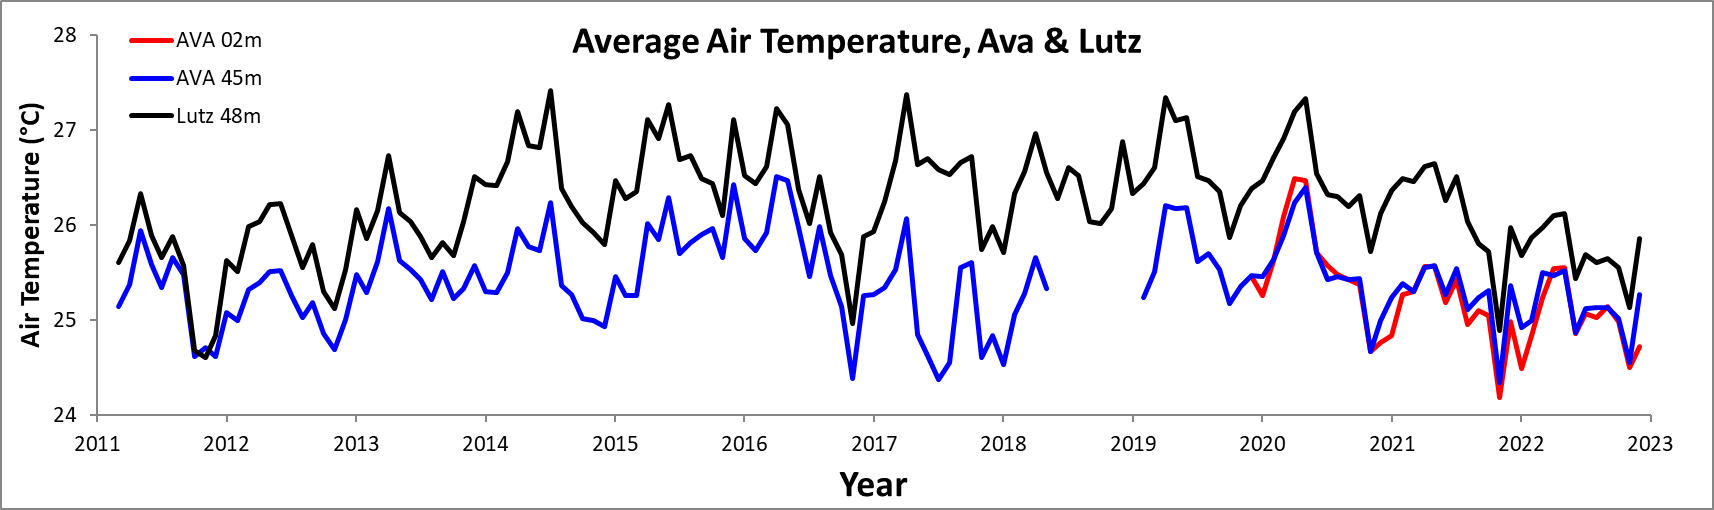 Average Air Temperature, Ava & Lutz
AVA 02m
AVA 45m
Lutz 48m
Air Temperature (°C)
28
27
26
25
24
2011 2012 2013 2014 2015 2016 2017 2018 2019 2020 2021 2022 2023
Year